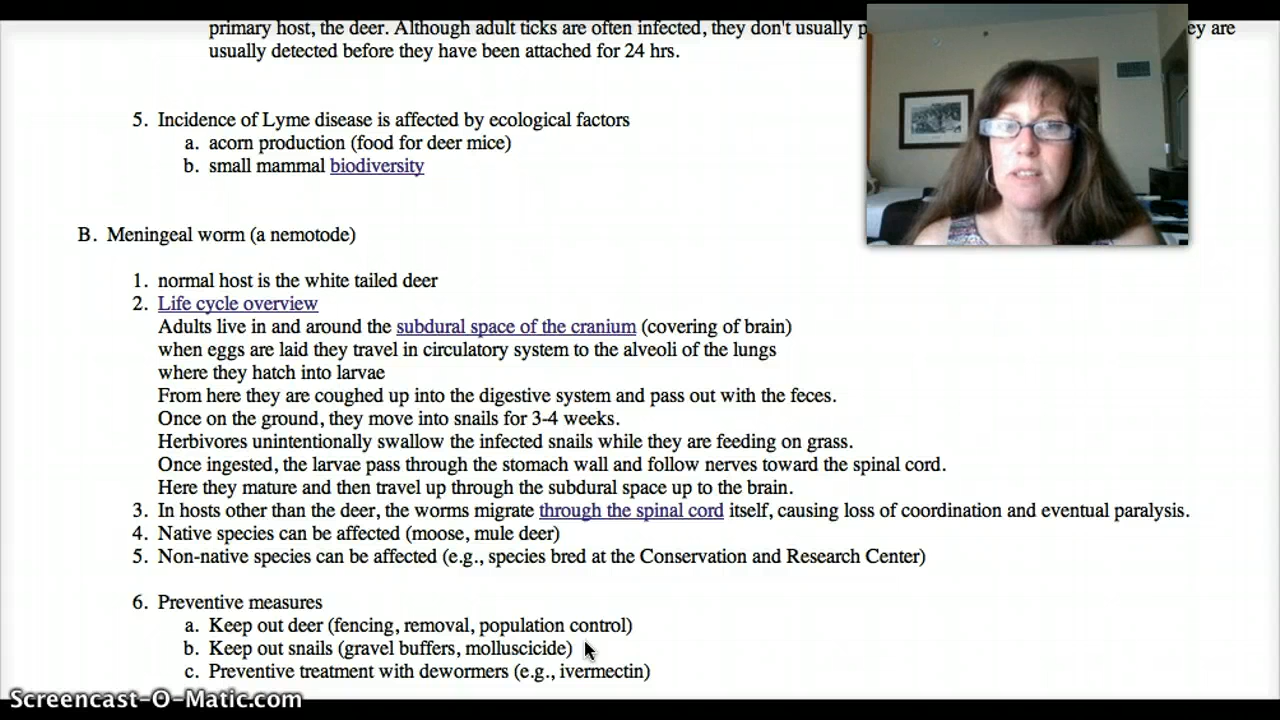 primary host, the deer. Although adult ticks are often infected, they don't usually ey are
usually detected before they have been attached for 24 hrs.
5. Incidence of Lyme disease is affected by ecological factors
a. acorn production (food for deer mice)
b. small mammal biodiversity
B. Meningeal worm (a nemotode)
1. normal host is the white tailed deer
2. Life cycle overview
Adults live in and around the subdural space of the cranium (covering of brain)
when eggs are laid they travel in circulatory system to the alveoli of the lungs
where they hatch into larvae
From here they are coughed up into the digestive system and pass out with the feces.
Once on the ground, they move into snails for 3-4 weeks.
Herbivores unintentionally swallow the infected snails while they are feeding on grass.
Once ingested, the larvae pass through the stomach wall and follow nerves toward the spinal cord.
Here they mature and then travel up through the subdural space up to the brain.
3. In hosts other than the deer, the worms migrate through the spinal cord itself, causing loss of coordination and eventual paralysis.
4. Native species can be affected (moose, mule deer)
5. Non-native species can be affected (e.g., species bred at the Conservation and Research Center)
6. Preventive measures
a. Keep out deer (fencing, removal, population control)
b. Keep out snails (gravel buffers, molluscicide)
c. Preventive treatment with dewormers (e.g., ivermectin)
Screencast-O-Matic.com